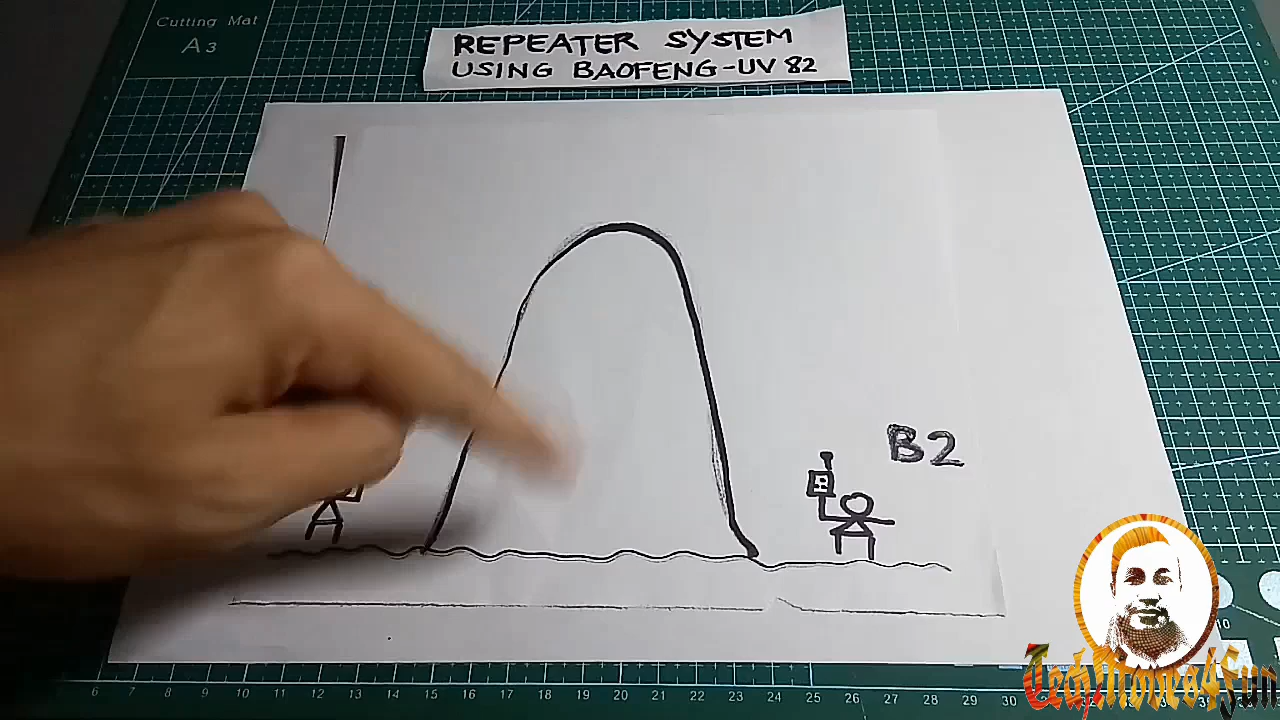 Cutting Mat
A3
REPEATER SYSTEM
USING BAOFENG-UV 82
B2
10
6 7 8 9 10 11 12 13 14 15 16 17 18 19 20 21 22 23 24 25 26 27 28 29 30